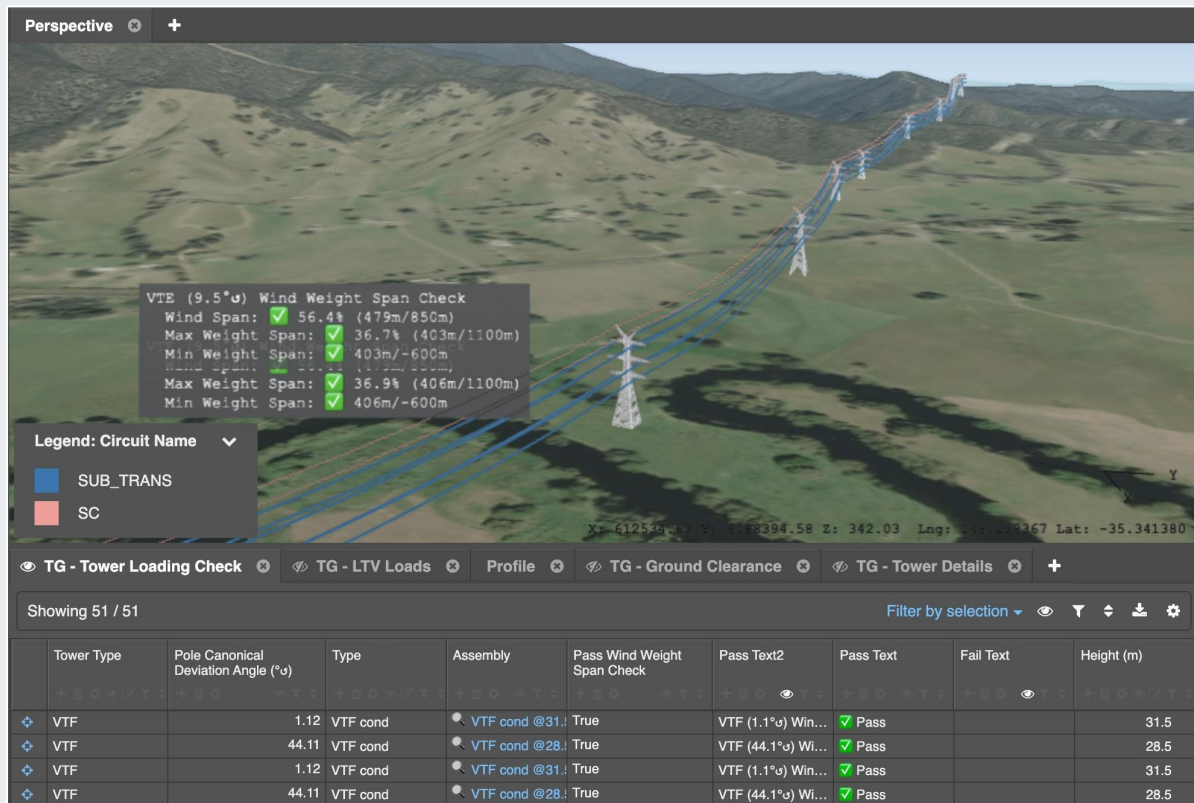 Perspective
VTE (9.5°↺) Wind Weight Span Check
Wind Span: ✅ 56.4% (479m/850m)
Max Weight Span: ✅ 36.7% (403m/1100m)
Min Weight Span: ✅ 403m/-600m
Max Weight Span: ✅ 36.9% (406m/1100m)
Min Weight Span: ✅ 406m/-600m
Legend: Circuit Name
SUB_TRANS
SC
Y
X
Z: 342.03 Lng: Lat: -35.341380
TG - Tower Loading Check TG - LTV Loads Profile TG - Ground Clearance TG - Tower Details +
Showing 51 / 51 Filter by selection
Tower Type Pole Canonical Deviation Angle (°↺) Type Assembly Pass Wind Weight Span Check Pass Text2 Pass Text Fail Text Height (m)
VTF 1.12 VTF cond VTF cond @31. True VTF (1.1°↺) Win... ✅ Pass 31.5
VTF 44.11 VTF cond VTF cond @28. True VTF (44.1°↺) Wi... ✅ Pass 28.5
VTF 1.12 VTF cond VTF cond @31. True VTF (1.1°↺) Win... ✅ Pass 31.5
VTF 44.11 VTF cond VTF cond @28. True VTF (44.1°↺) Wi... ✅ Pass 28.5